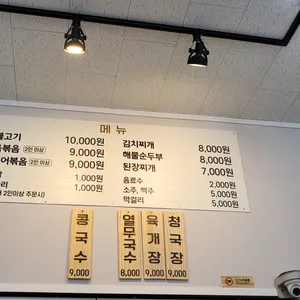 메뉴
불고기 10,000원
볶음 2인 이상 9,000원
어볶음 2인 이상 9,000원
1,000원
리 1,000원
2인이상 주문시)
김치찌개 8,000원
해물순두부 8,000원
된장찌개 7,000원
음료수 2,000원
소주, 맥주 5,000원
막걸리 5,000원
콩국수 9,000
열무국수 8,000
육개장 9,000
청국장 9,000